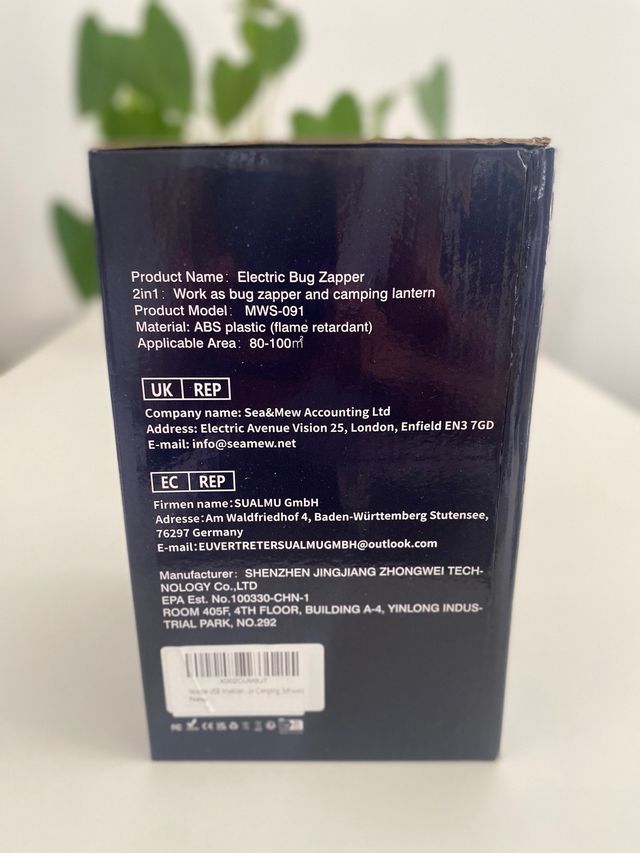 Product Name: Electric Bug Zapper
2in1: Work as bug zapper and camping lantern
Product Model: MWS-091
Material: ABS plastic (flame retardant)
Applicable Area: 80-100㎡
UK REP
Company name: Sea&Mew Accounting Ltd
Address: Electric Avenue Vision 25, London, Enfield EN3 7GD
E-mail: info@seamew.net
EC REP
Firmen name:SUALMU GmbH
Adresse:Am Waldfriedhof 4, Baden-Württemberg Stutensee,
76297 Germany
E-mail:EUVERTRETERSUALMUGMBH@outlook.com
Manufacturer: SHENZHEN JINGJIANG ZHONGWEI TECH-
NOLOGY Co.,LTD
EPA Est. No.100330-CHN-1
ROOM 405F, 4TH FLOOR, BUILDING A-4, YINLONG INDUS-
TRIAL PARK, NO.292